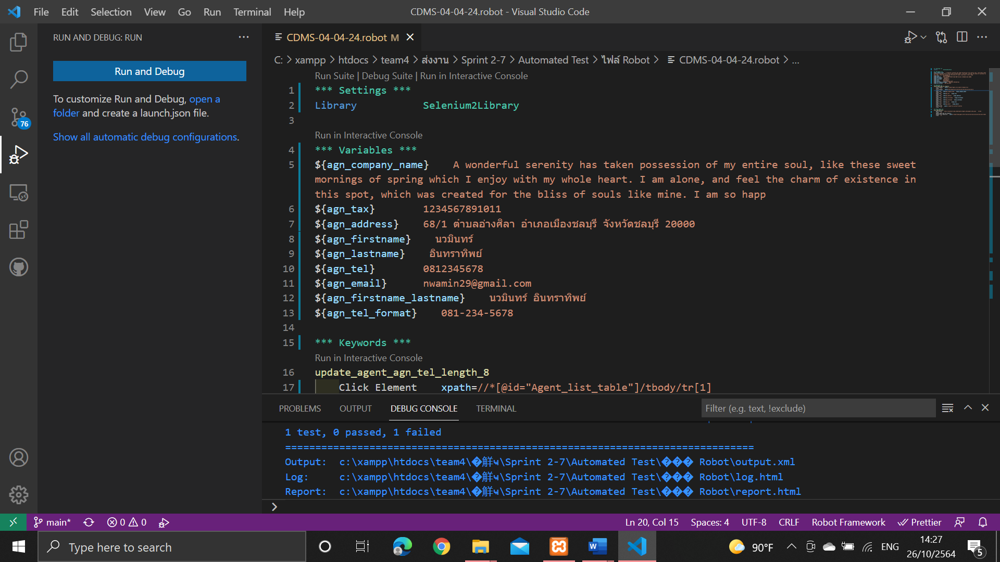 File Edit Selection View Go Run Terminal Help
CDMS-04-04-24.robot - Visual Studio Code
RUN AND DEBUG: RUN
Run and Debug
To customize Run and Debug, open a
folder and create a launch.json file.
Show all automatic debug configurations.
76
CDMS-04-04-24.robot M
C: > xampp > htdocs > team4 > ส่งงาน > Sprint 2-7 > Automated Test > ไฟล์ Robot > CDMS-04-04-24.robot > ...
Run Suite | Debug Suite | Run in Interactive Console
1 *** Settings ***
2 Library Selenium2Library
3
Run in Interactive Console
4 *** Variables ***
5 ${agn_company_name} A wonderful serenity has taken possession of my entire soul, like these sweet
mornings of spring which I enjoy with my whole heart. I am alone, and feel the charm of existence in
this spot, which was created for the bliss of souls like mine. I am so happ
6 ${agn_tax} 1234567891011
7 ${agn_address} 68/1 ตำบลอ่างศิลา อำเภอเมืองชลบุรี จังหวัดชลบุรี 20000
8 ${agn_firstname} นวมินทร์
9 ${agn_lastname} อินทราทิพย์
10 ${agn_tel} 0812345678
11 ${agn_email} nwamin29@gmail.com
12 ${agn_firstname_lastname} นวมินทร์ อินทราทิพย์
13 ${agn_tel_format} 081-234-5678
14
15 *** Keywords ***
Run in Interactive Console
16 update_agent_agn_tel_length_8
17 Click Element xpath=//*[@id="Agent_list_table"]/tbody/tr[1]
PROBLEMS OUTPUT DEBUG CONSOLE TERMINAL
Filter (e.g. text, !exclude)
1 test, 0 passed, 1 failed
==============================================================================
Output: c:\xampp\htdocs\team4\�觧ҹ\Sprint 2-7\Automated Test\��� Robot\output.xml
Log: c:\xampp\htdocs\team4\�觧ҹ\Sprint 2-7\Automated Test\��� Robot\log.html
Report: c:\xampp\htdocs\team4\�觧ҹ\Sprint 2-7\Automated Test\��� Robot\report.html
main* 0 0
Ln 20, Col 15 Spaces: 4 UTF-8 CRLF Robot Framework Prettier
Type here to search
90°F
ENG
14:27
26/10/2564
5